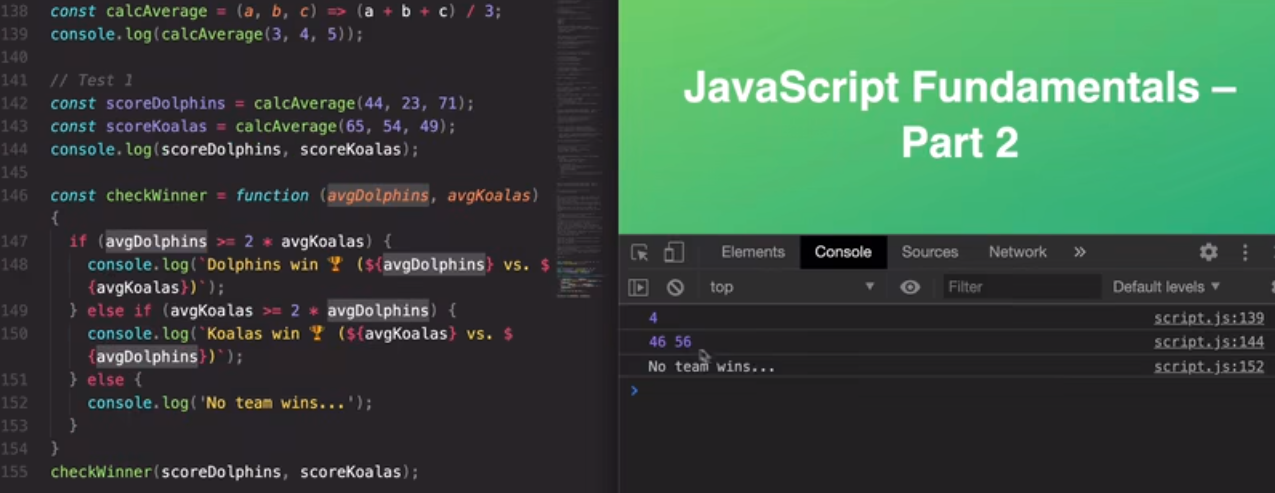 138 const calcAverage = (a, b, c) => (a + b + c) / 3;
139 console.log(calcAverage(3, 4, 5));
140
141 // Test 1
142 const scoreDolphins = calcAverage(44, 23, 71);
143 const scoreKoalas = calcAverage(65, 54, 49);
144 console.log(scoreDolphins, scoreKoalas);
145
146 const checkWinner = function (avgDolphins, avgKoalas)
{
147 if (avgDolphins >= 2 * avgKoalas) {
148 console.log(`Dolphins win 🏆 (${avgDolphins} vs. $
{avgKoalas})`);
149 } else if (avgKoalas >= 2 * avgDolphins) {
150 console.log(`Koalas win 🏆 (${avgKoalas} vs. $
{avgDolphins})`);
151 } else {
152 console.log('No team wins...');
153 }
154 }
155 checkWinner(scoreDolphins, scoreKoalas);
JavaScript Fundamentals –
Part 2
Elements Console Sources Network »
top Filter Default levels ▼
4 script.js:139
46 56 script.js:144
No team wins... script.js:152
>